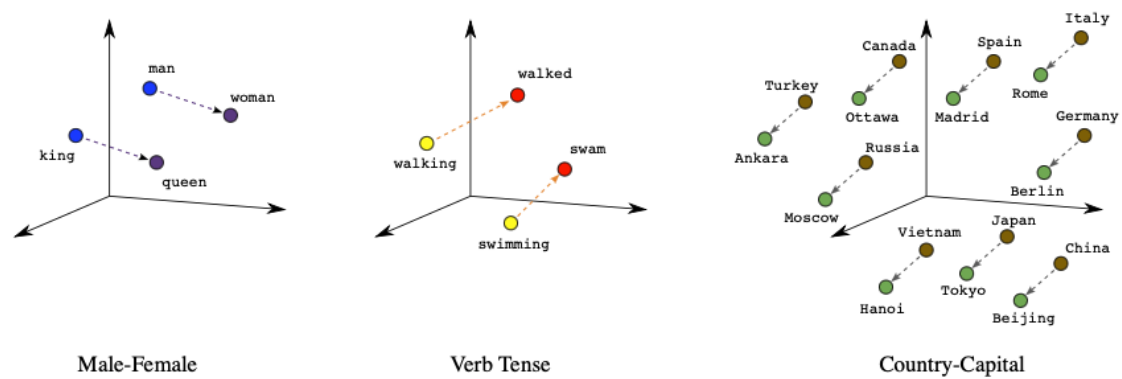 man
woman
king
queen
Male-Female
walked
walking
swam
swimming
Verb Tense
Italy
Canada
Spain
Rome
Turkey
Ottawa
Madrid
Germany
Ankara
Russia
Berlin
Moscow
Vietnam
Japan
China
Hanoi
Tokyo
Beijing
Country-Capital